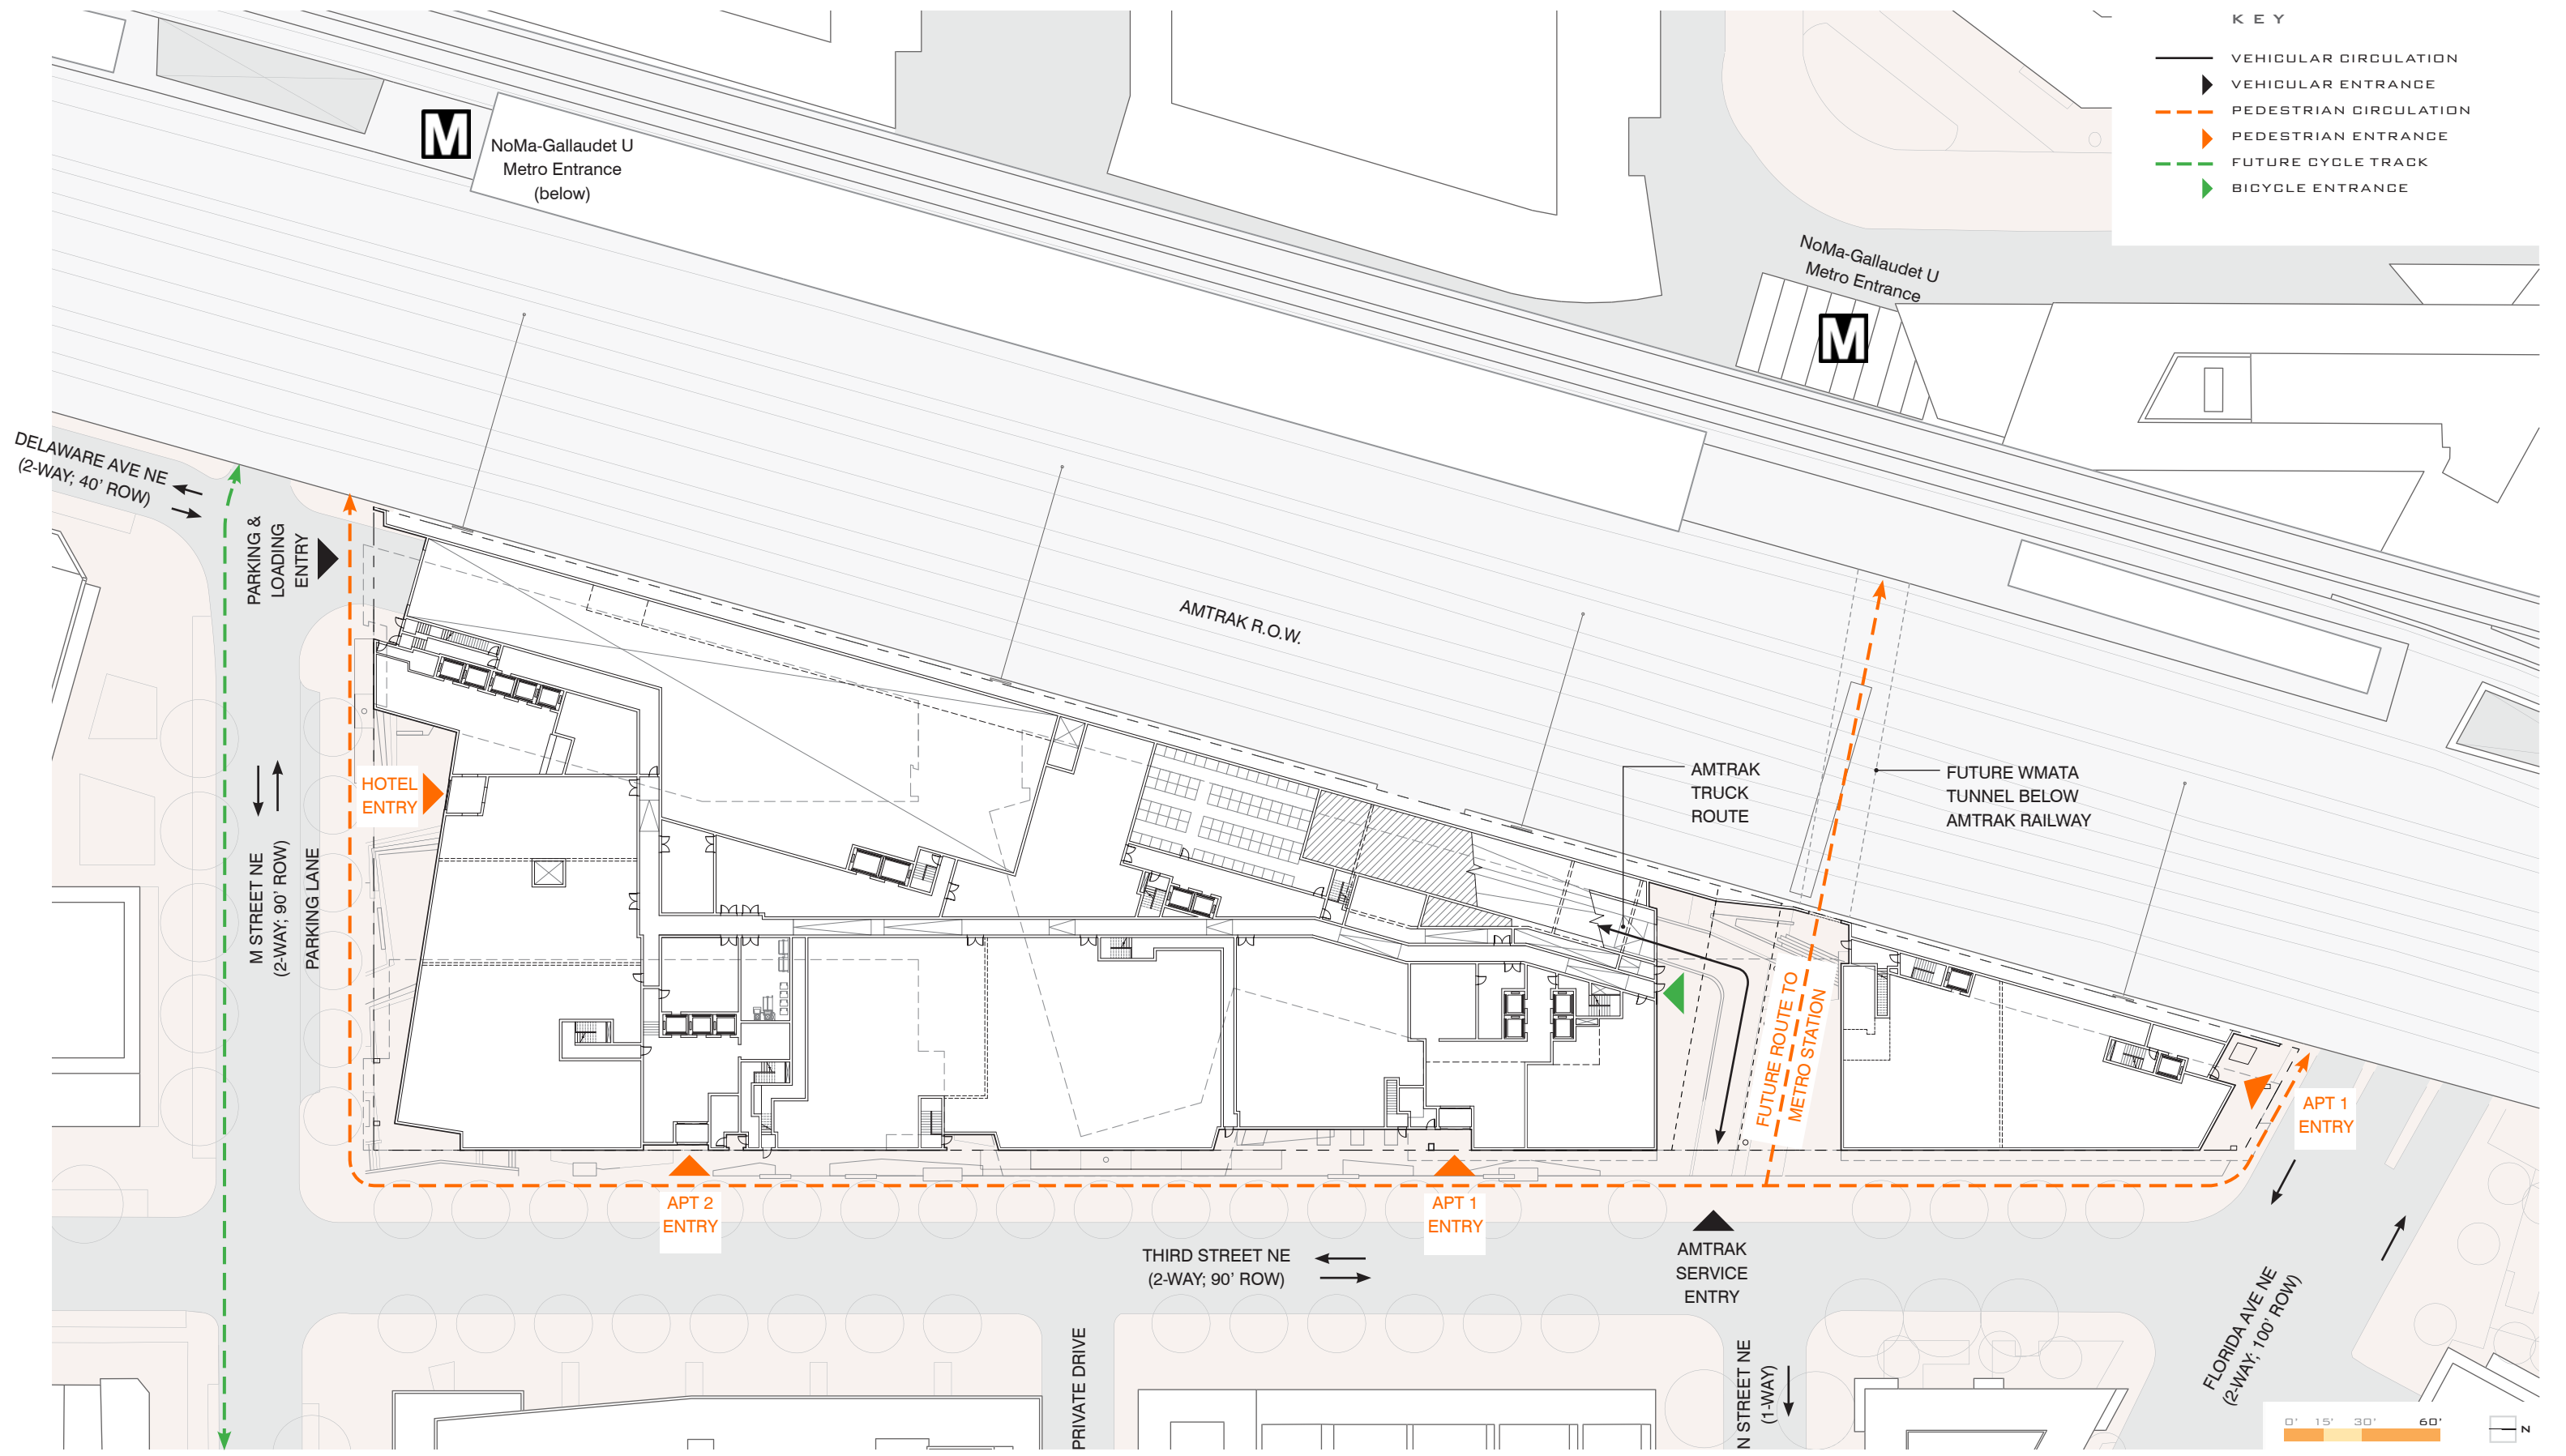 KEY
VEHICULAR CIRCULATION
VEHICULAR ENTRANCE
PEDESTRIAN CIRCULATION
PEDESTRIAN ENTRANCE
FUTURE CYCLE TRACK
BICYCLE ENTRANCE
M
NoMa-Gallaudet U
Metro Entrance
(below)
NoMa-Gallaudet U
Metro Entrance
M
DELAWARE AVE NE
(2-WAY; 40' ROW)
PARKING &
LOADING
ENTRY
AMTRAK R.O.W.
HOTEL
ENTRY
M STREET NE
(2-WAY; 90' ROW)
PARKING LANE
AMTRAK
TRUCK
ROUTE
FUTURE WMATA
TUNNEL BELOW
AMTRAK RAILWAY
FUTURE ROUTE TO
METRO STATION
APT 1
ENTRY
APT 2
ENTRY
APT 1
ENTRY
THIRD STREET NE
(2-WAY; 90' ROW)
AMTRAK
SERVICE
ENTRY
PRIVATE DRIVE
N STREET NE
(1-WAY)
FLORIDA AVE NE
(2-WAY; 100' ROW)
0' 15' 30' 60'
N